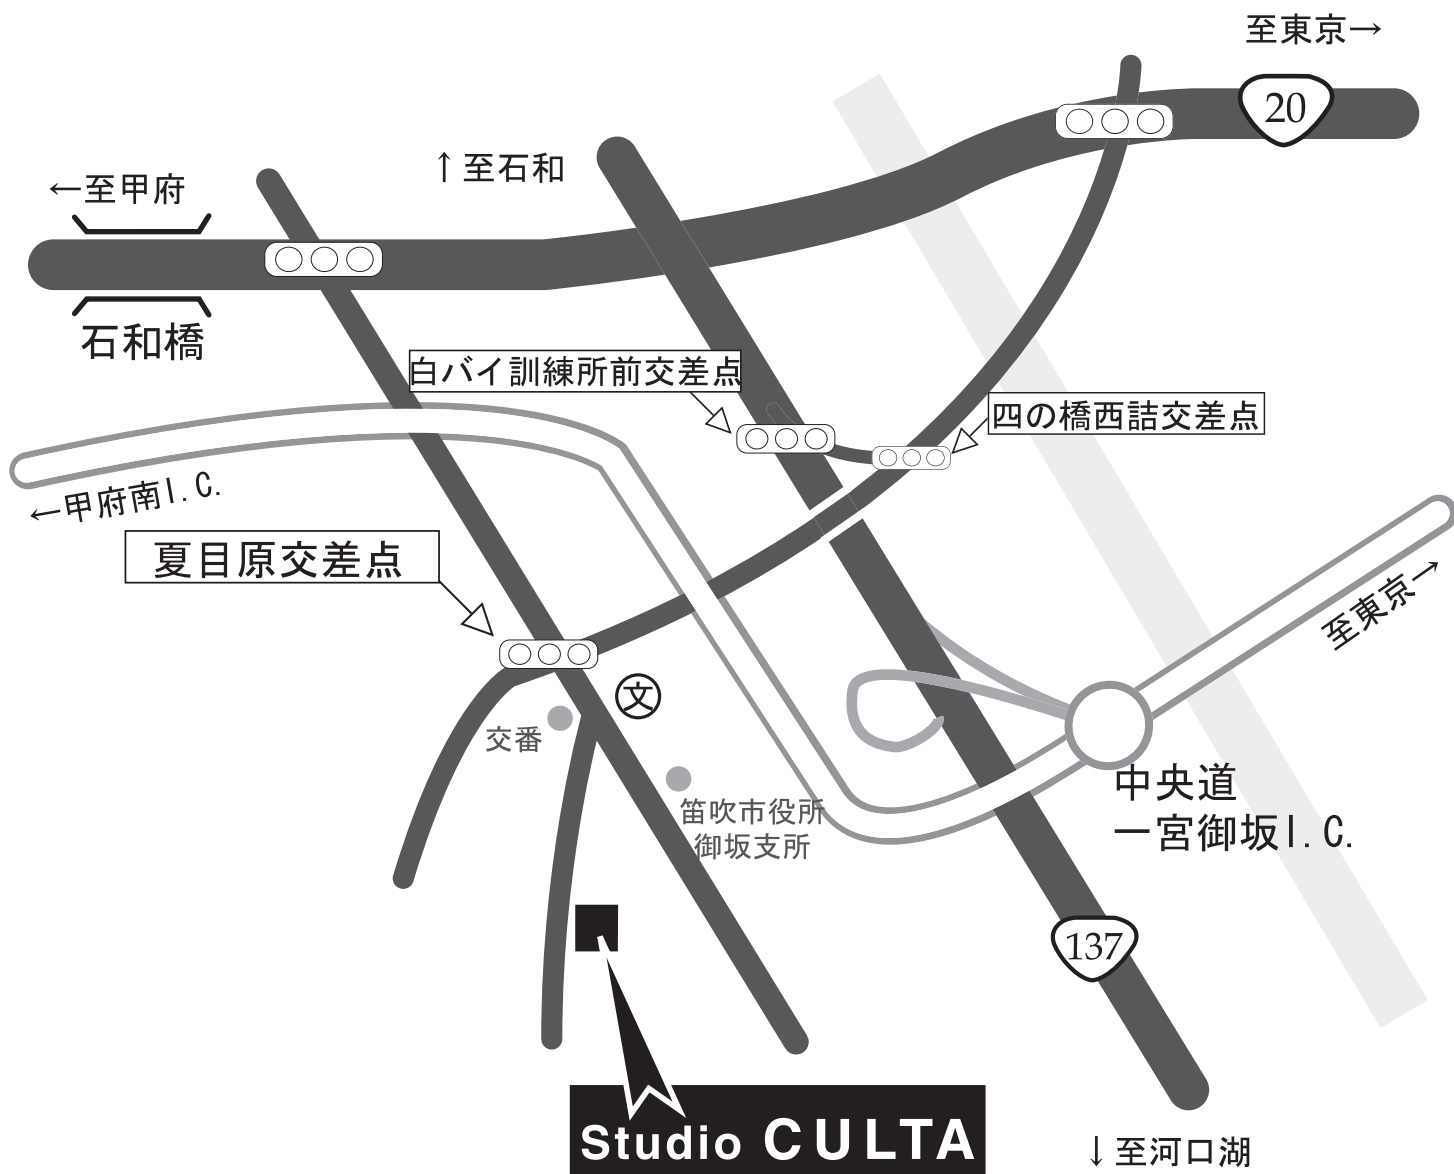 至東京→
20
↑至石和
←至甲府
石和橋
白バイ訓練所前交差点
四の橋西詰交差点
←甲府南I.C.
夏目原交差点
至東京→
文
交番
笛吹市役所
御坂支所
中央道
一宮御坂I.C.
137
Studio CULTA
↓至河口湖